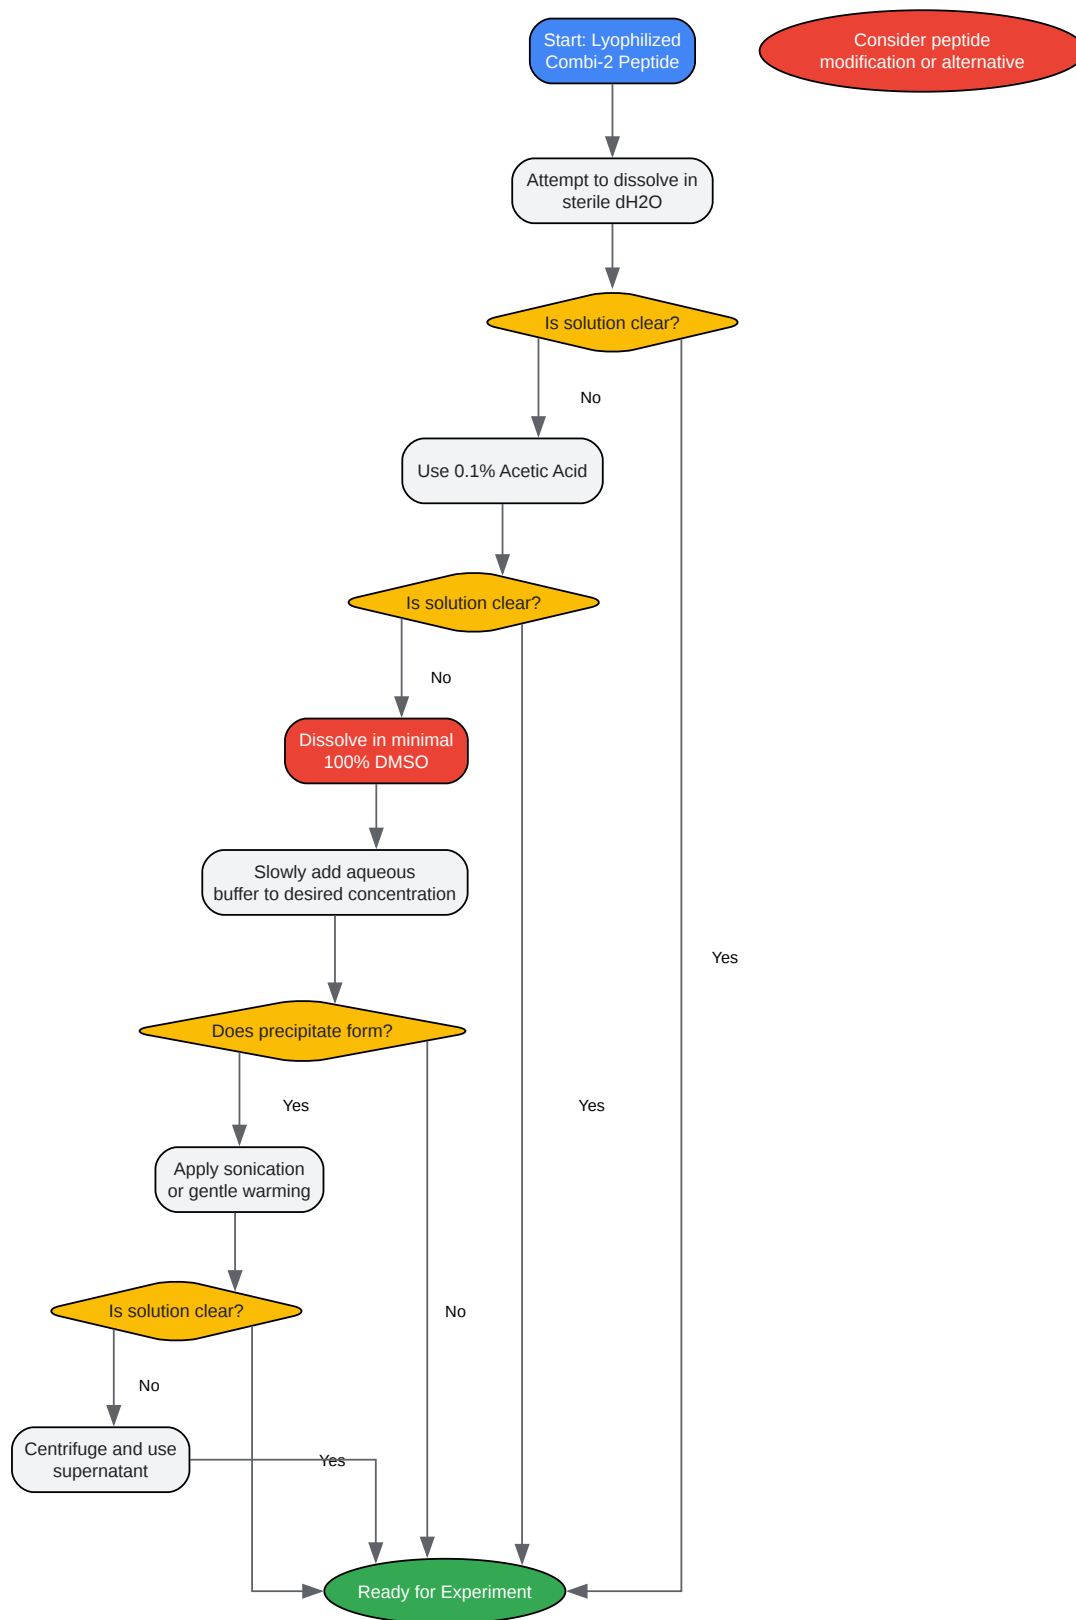 Start: Lyophilized
Combi-2 Peptide
Consider peptide
modification or alternative
Attempt to dissolve in
sterile dH2O
Is solution clear?
No
Use 0.1% Acetic Acid
Is solution clear?
No
Dissolve in minimal
100% DMSO
Slowly add aqueous
buffer to desired concentration
Yes
Does precipitate form?
Yes
Yes
Apply sonication
or gentle warming
Is solution clear?
No
No
Centrifuge and use
supernatant
Yes
Ready for Experiment